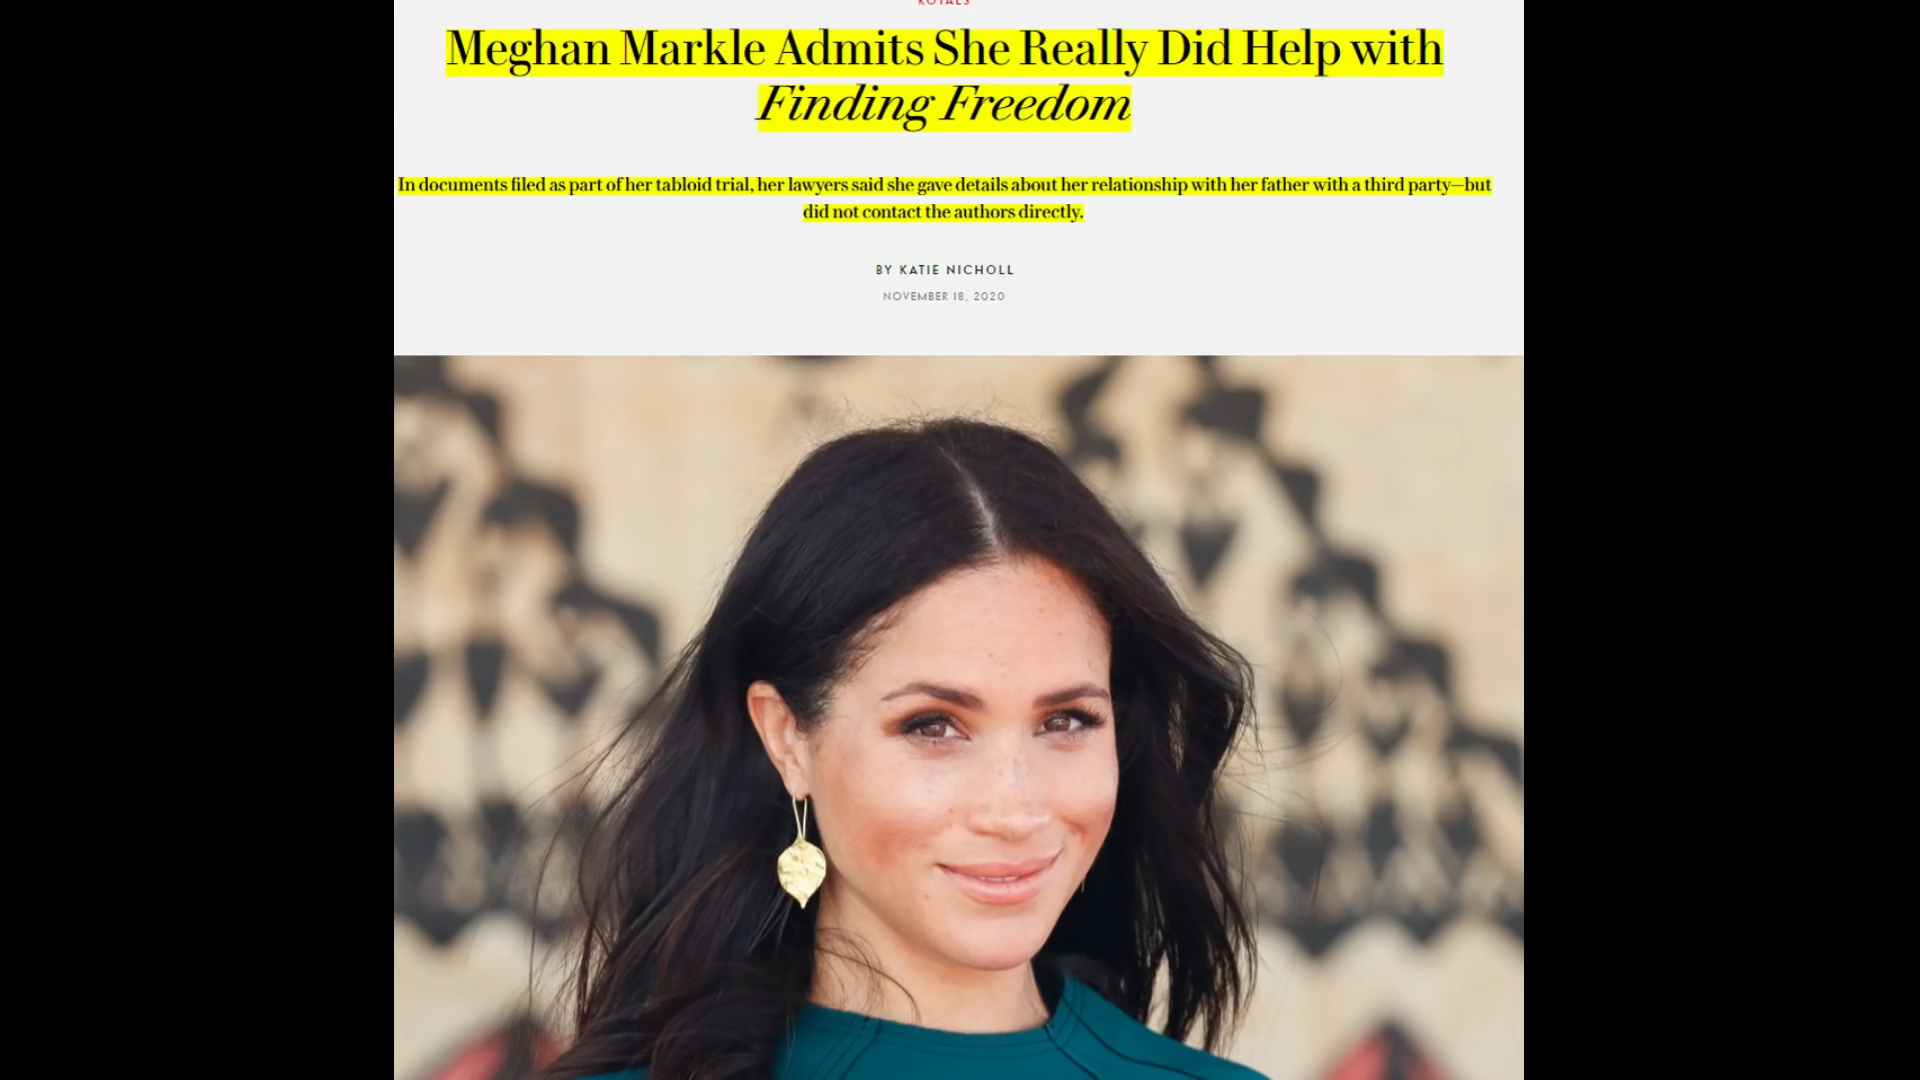 ROYALS
Meghan Markle Admits She Really Did Help with
Finding Freedom
In documents filed as part of her tabloid trial, her lawyers said she gave details about her relationship with her father with a third party—but
did not contact the authors directly.
BY KATIE NICHOLL
NOVEMBER 18, 2020